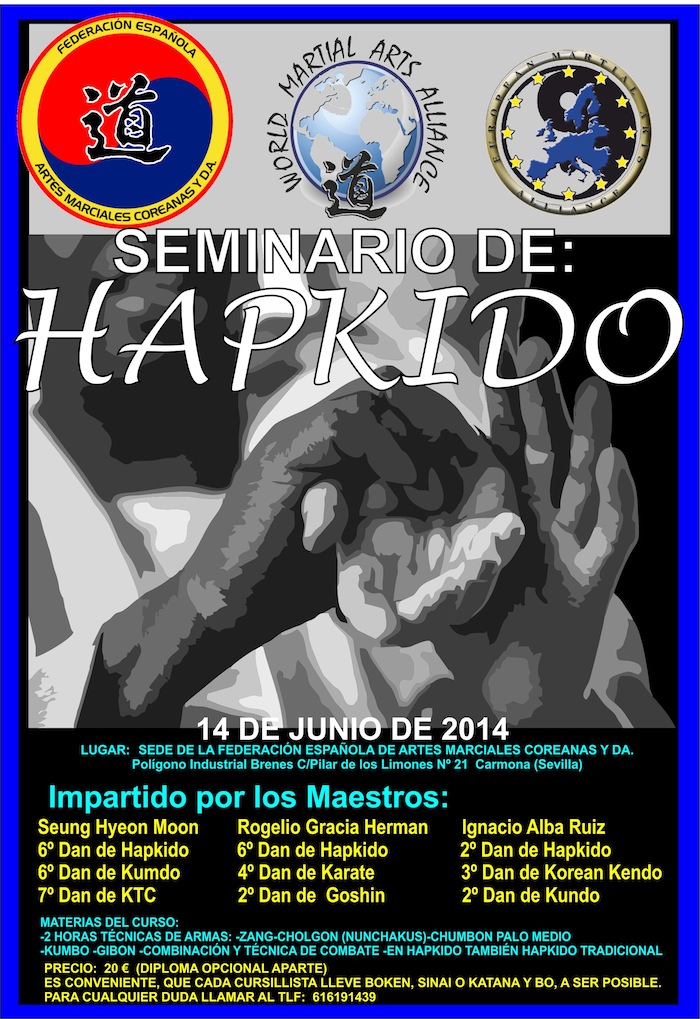 FEDERACIÓN ESPAÑOLA
道
ARTES MARCIALES COREANAS Y DA.
WORLD MARTIAL ARTS ALLIANCE
道
EUROPEAN MARTIAL ARTS
ALLIANCE
SEMINARIO DE:
HAPKIDO
14 DE JUNIO DE 2014
LUGAR: SEDE DE LA FEDERACIÓN ESPAÑOLA DE ARTES MARCIALES COREANAS Y DA.
Polígono Industrial Brenes C/Pilar de los Limones Nº 21 Carmona (Sevilla)
Impartido por los Maestros:
Seung Hyeon Moon
6º Dan de Hapkido
6º Dan de Kumdo
7º Dan de KTC
Rogelio Gracia Herman
6º Dan de Hapkido
4º Dan de Karate
2º Dan de Goshin
Ignacio Alba Ruiz
2º Dan de Hapkido
3º Dan de Korean Kendo
2º Dan de Kundo
MATERIAS DEL CURSO:
-2 HORAS TÉCNICAS DE ARMAS: -ZANG-CHOLGON (NUNCHAKUS)-CHUMBON PALO MEDIO
-KUMBO -GIBON -COMBINACIÓN Y TÉCNICA DE COMBATE -EN HAPKIDO TAMBIÉN HAPKIDO TRADICIONAL
PRECIO: 20 € (DIPLOMA OPCIONAL APARTE)
ES CONVENIENTE, QUE CADA CURSILLISTA LLEVE BOKEN, SINAI O KATANA Y BO, A SER POSIBLE.
PARA CUALQUIER DUDA LLAMAR AL TLF: 616191439